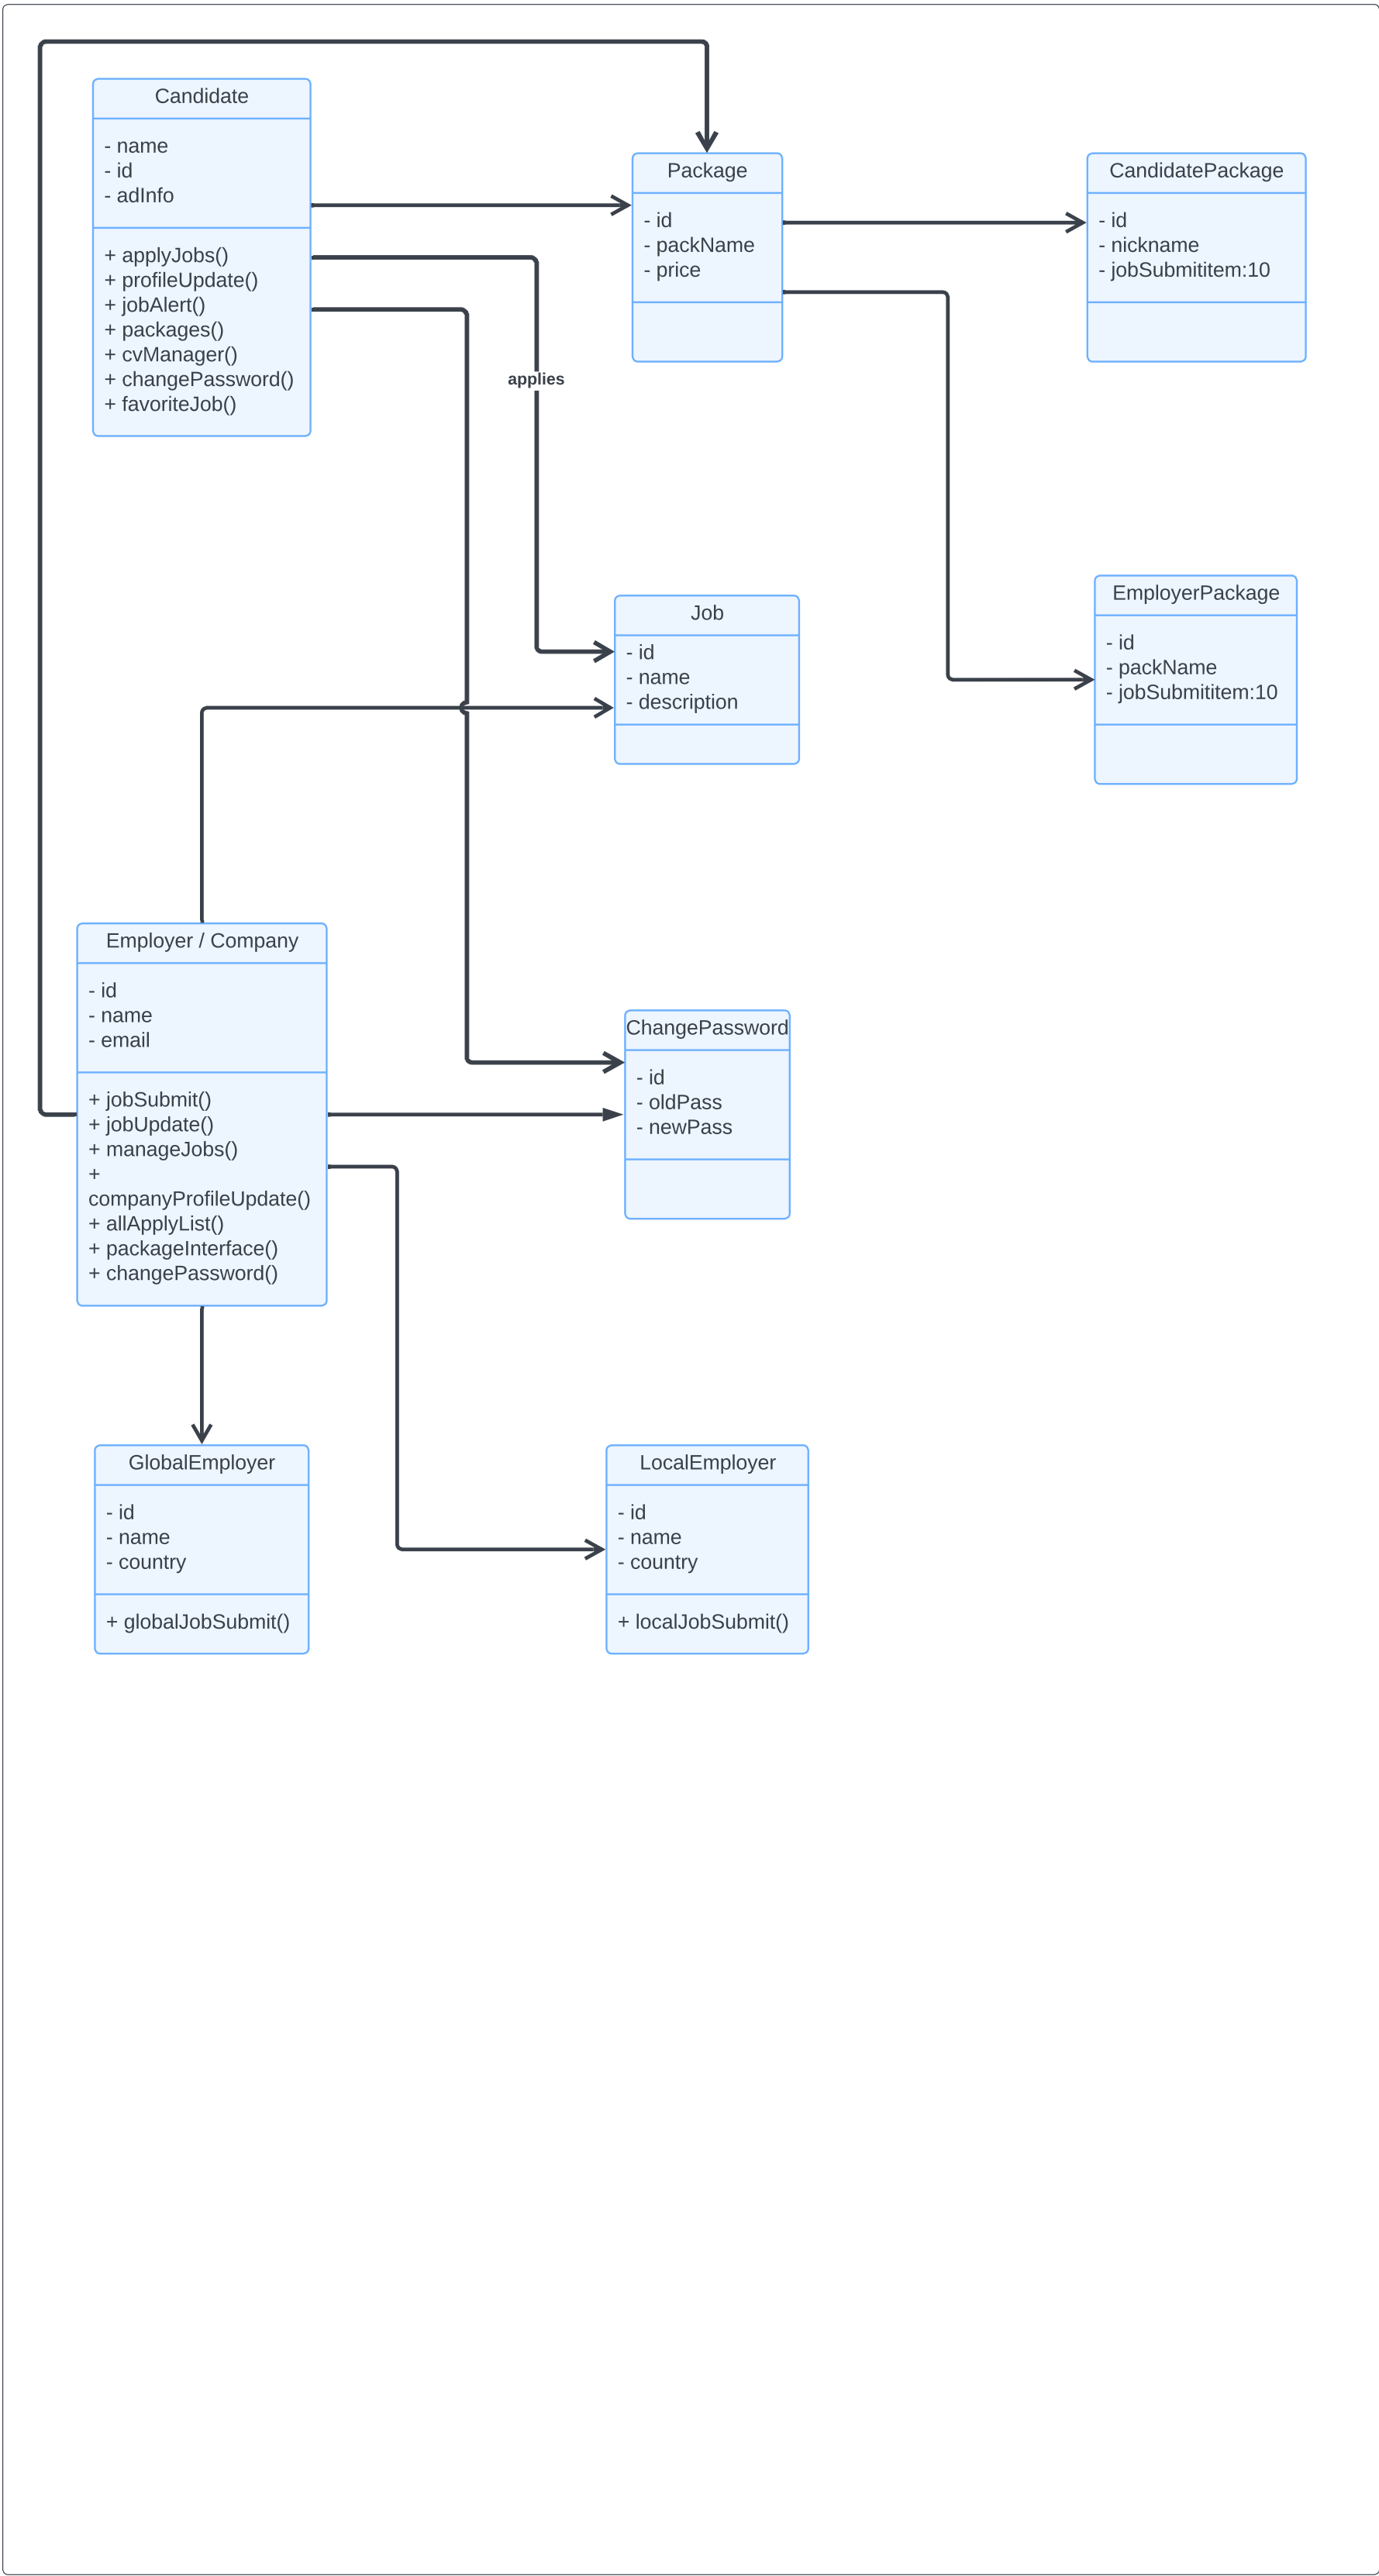 Candidate
- name
- id
- adInfo
+ applyJobs()
+ profileUpdate()
+ jobAlert()
+ packages()
+ cvManager()
+ changePassword()
+ favoriteJob()
Package
- id
- packName
- price
CandidatePackage
- id
- nickname
- jobSubmititem:10
applies
Job
- id
- name
- description
EmployerPackage
- id
- packName
- jobSubmititem:10
Employer / Company
- id
- name
- email
+ jobSubmit()
+ jobUpdate()
+ manageJobs()
+
companyProfileUpdate()
+ allApplyList()
+ packageInterface()
+ changePassword()
ChangePassword
- id
- oldPass
- newPass
GlobalEmployer
- id
- name
- country
+ globalJobSubmit()
LocalEmployer
- id
- name
- country
+ localJobSubmit()